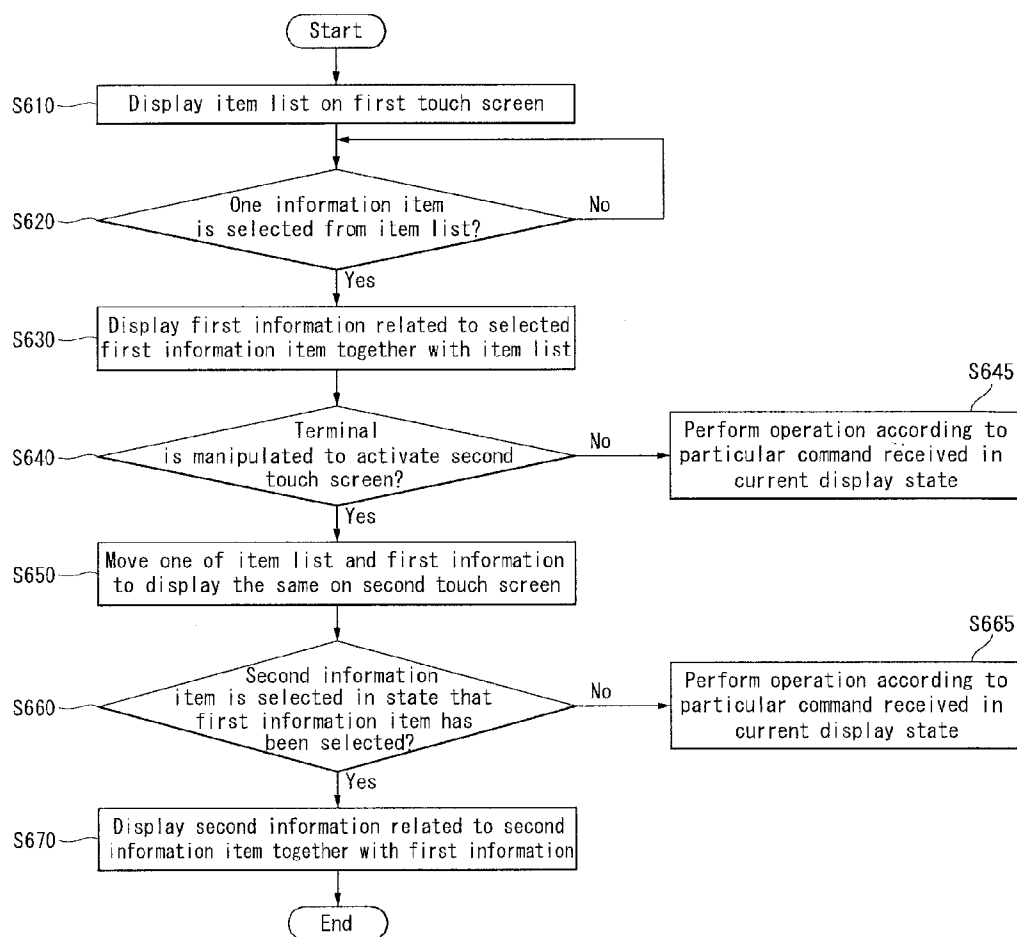 Start
S610
Display item list on first touch screen
S620
One information item
is selected from item list?
No
Yes
S630
Display first information related to selected
first information item together with item list
S645
S640
Terminal
is manipulated to activate second
touch screen?
No
Perform operation according to
particular command received in
current display state
Yes
S650
Move one of item list and first information
to display the same on second touch screen
S665
S660
Second information
item is selected in state that
first information item has
been selected?
No
Perform operation according to
particular command received in
current display state
Yes
S670
Display second information related to second
information item together with first information
End